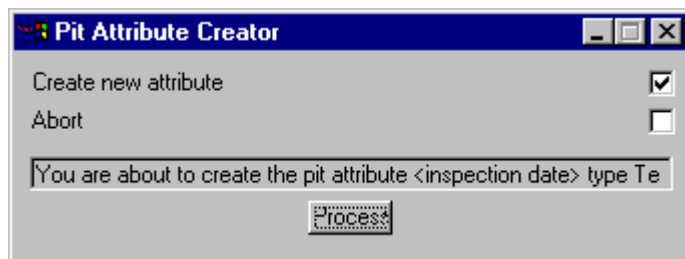 Pit Attribute Creator
Create new attribute
Abort
You are about to create the pit attribute <inspection date> type Te
Process